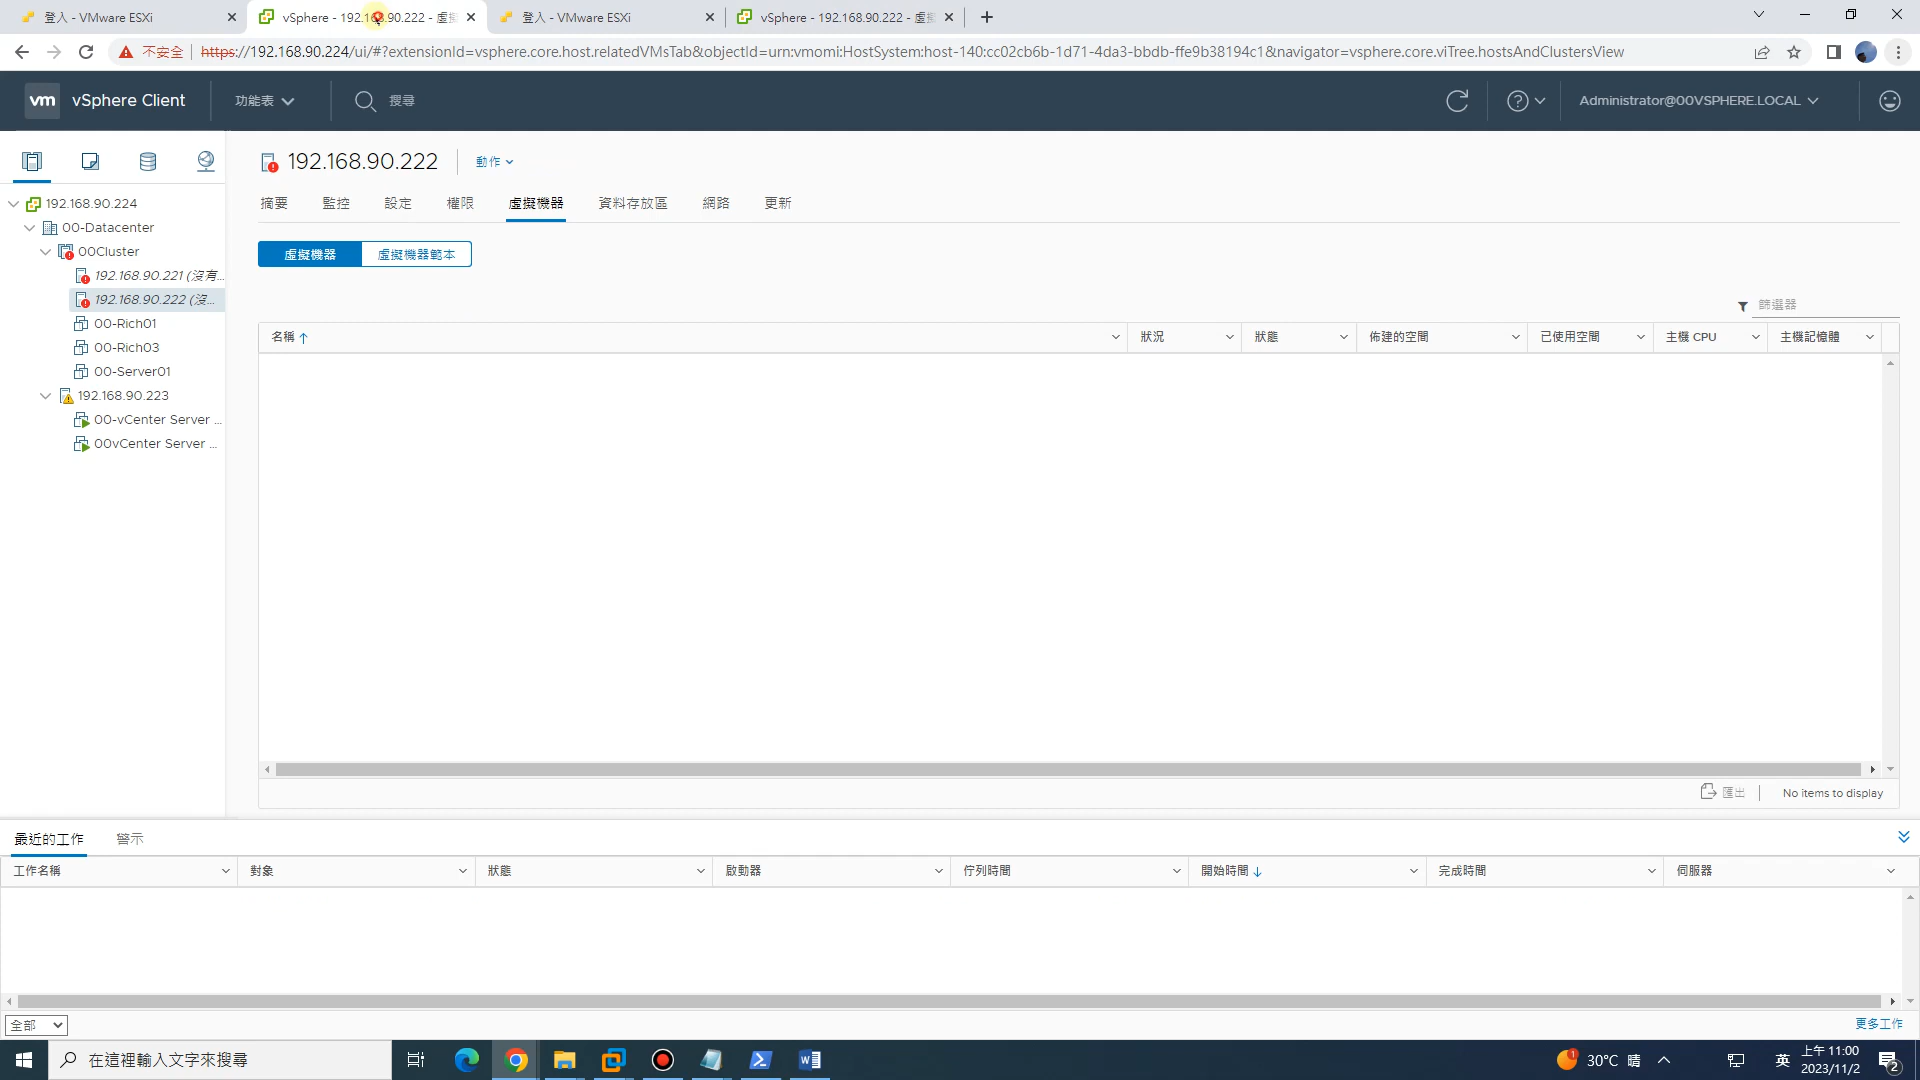 登入 - VMware ESXi
vSphere - 192.168.90.222 - 虛
登入 - VMware ESXi
vSphere - 192.168.90.222 - 虛
不安全
https://192.168.90.224/ui/#?extensionId=vsphere.core.host.relatedVMsTab&objectId=urn:vmomi:HostSystem:host-140:cc02cb6b-1d71-4da3-bbdb-ffe9b38194c1&navigator=vsphere.core.viTree.hostsAndClustersView
vm vSphere Client
功能表
搜尋
Administrator@00VSPHERE.LOCAL
192.168.90.224
00-Datacenter
00Cluster
192.168.90.221 (沒有...
192.168.90.222 (沒...
00-Rich01
00-Rich03
00-Server01
192.168.90.223
00-vCenter Server ...
00vCenter Server ...
192.168.90.222
動作
摘要 監控 設定 權限 虛擬機器 資料存放區 網路 更新
虛擬機器 虛擬機器範本
篩選器
名稱 狀況 狀態 佈建的空間 已使用空間 主機 CPU 主機記憶體
匯出
No items to display
最近的工作 警示
工作名稱 對象 狀態 啟動器 佇列時間 開始時間 完成時間 伺服器
全部
更多工作
在這裡輸入文字來搜尋
30°C 晴
英
上午 11:00
2023/11/2
2